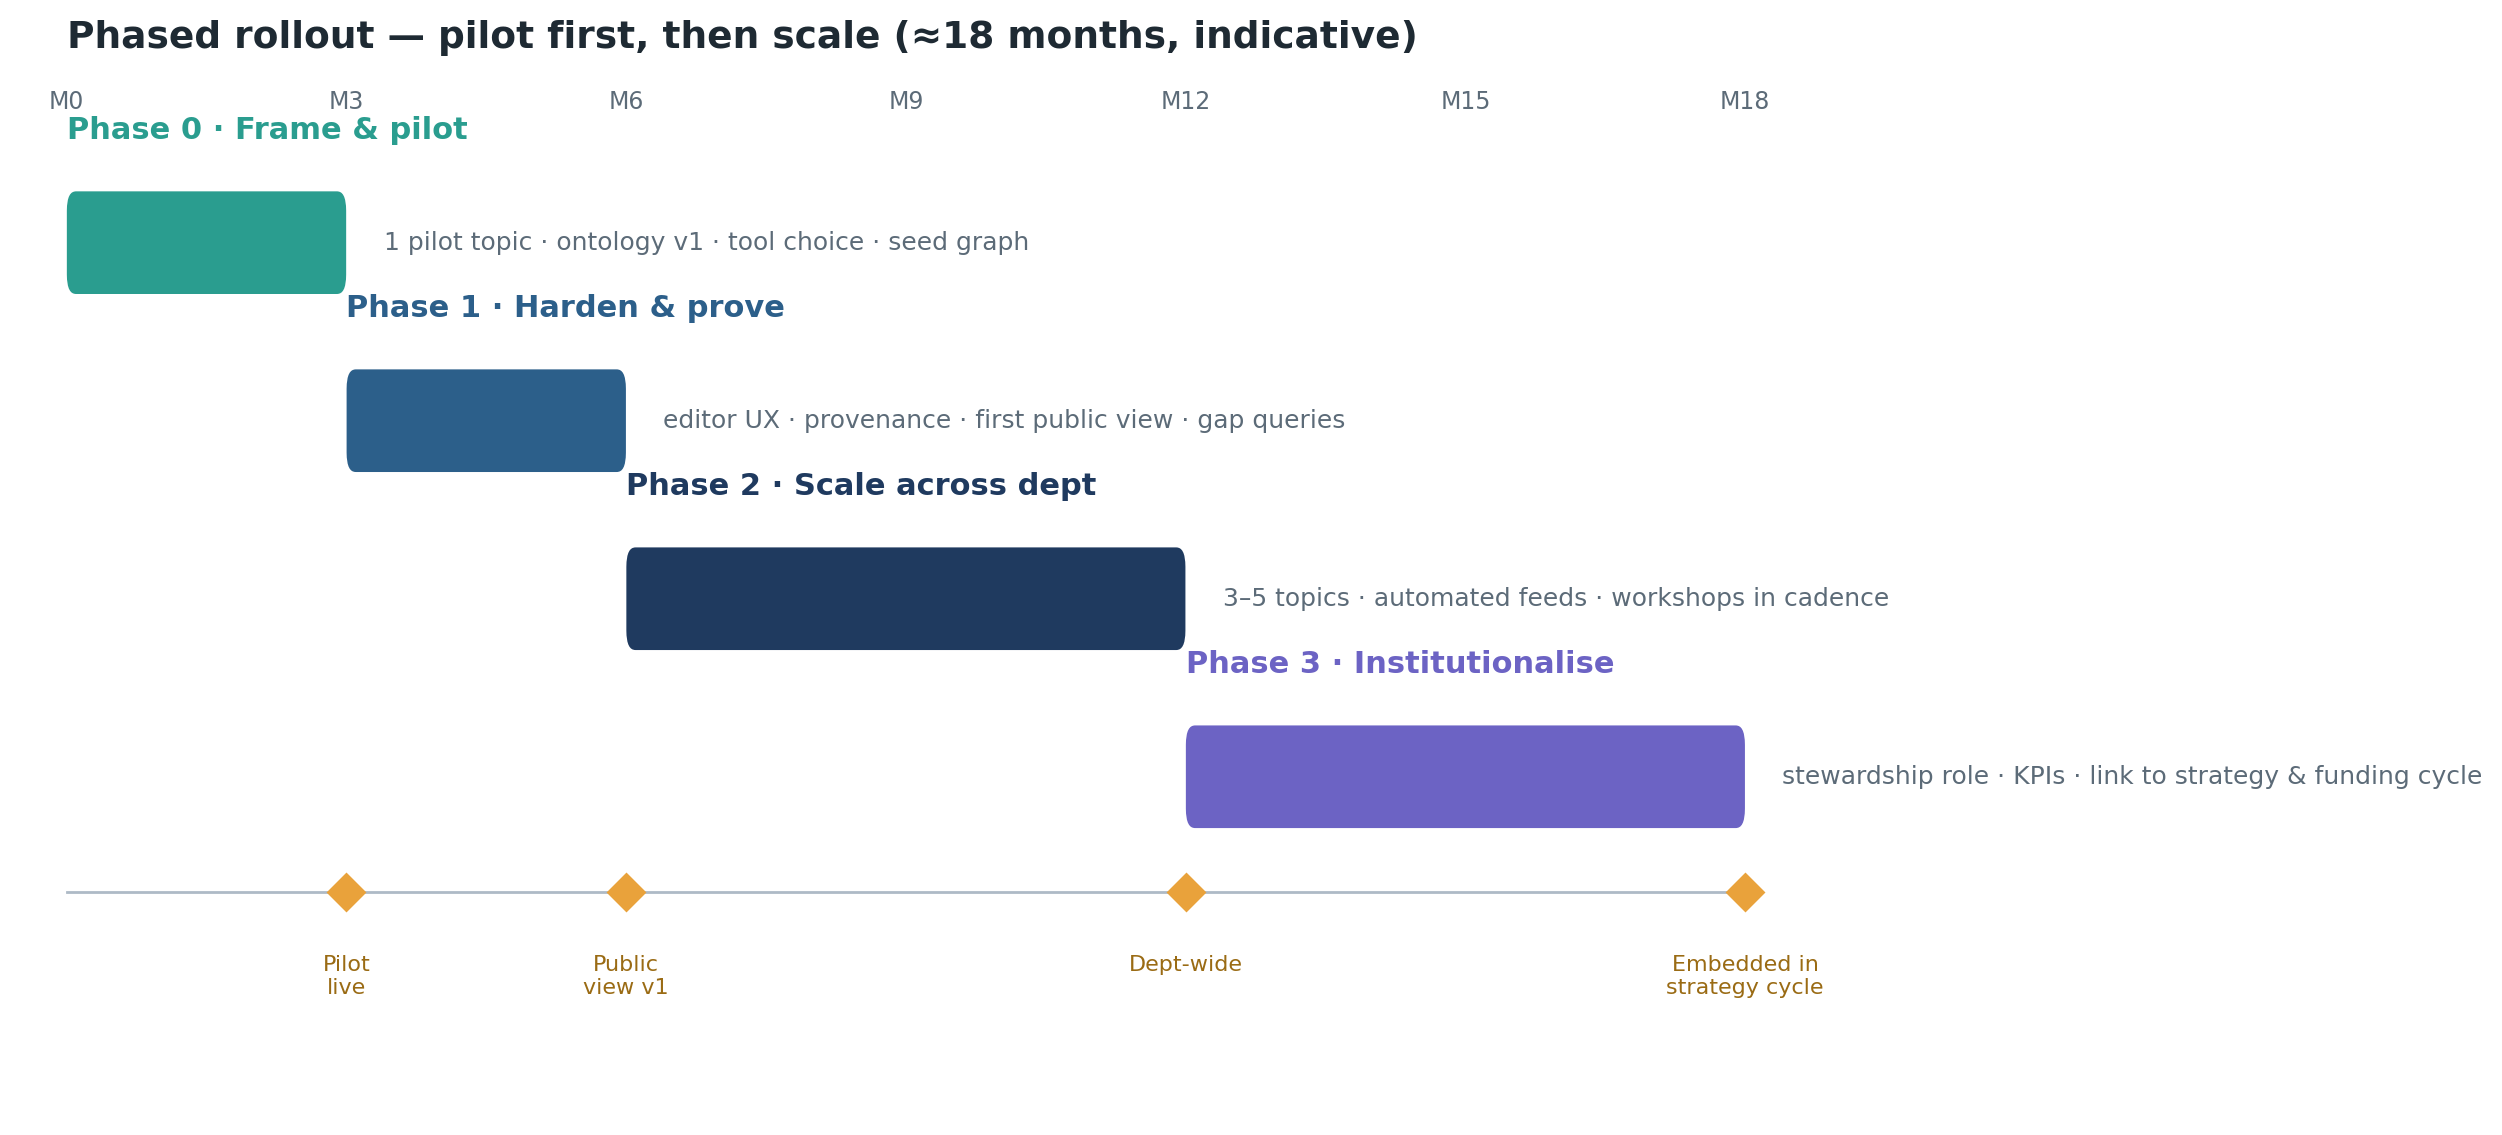 Phased rollout — pilot first, then scale (≈18 months, indicative)
M0 M3 M6 M9 M12 M15 M18
Phase 0 · Frame & pilot
1 pilot topic · ontology v1 · tool choice · seed graph
Phase 1 · Harden & prove
editor UX · provenance · first public view · gap queries
Phase 2 · Scale across dept
3–5 topics · automated feeds · workshops in cadence
Phase 3 · Institutionalise
stewardship role · KPIs · link to strategy & funding cycle
Pilot
live
Public
view v1
Dept-wide
Embedded in
strategy cycle